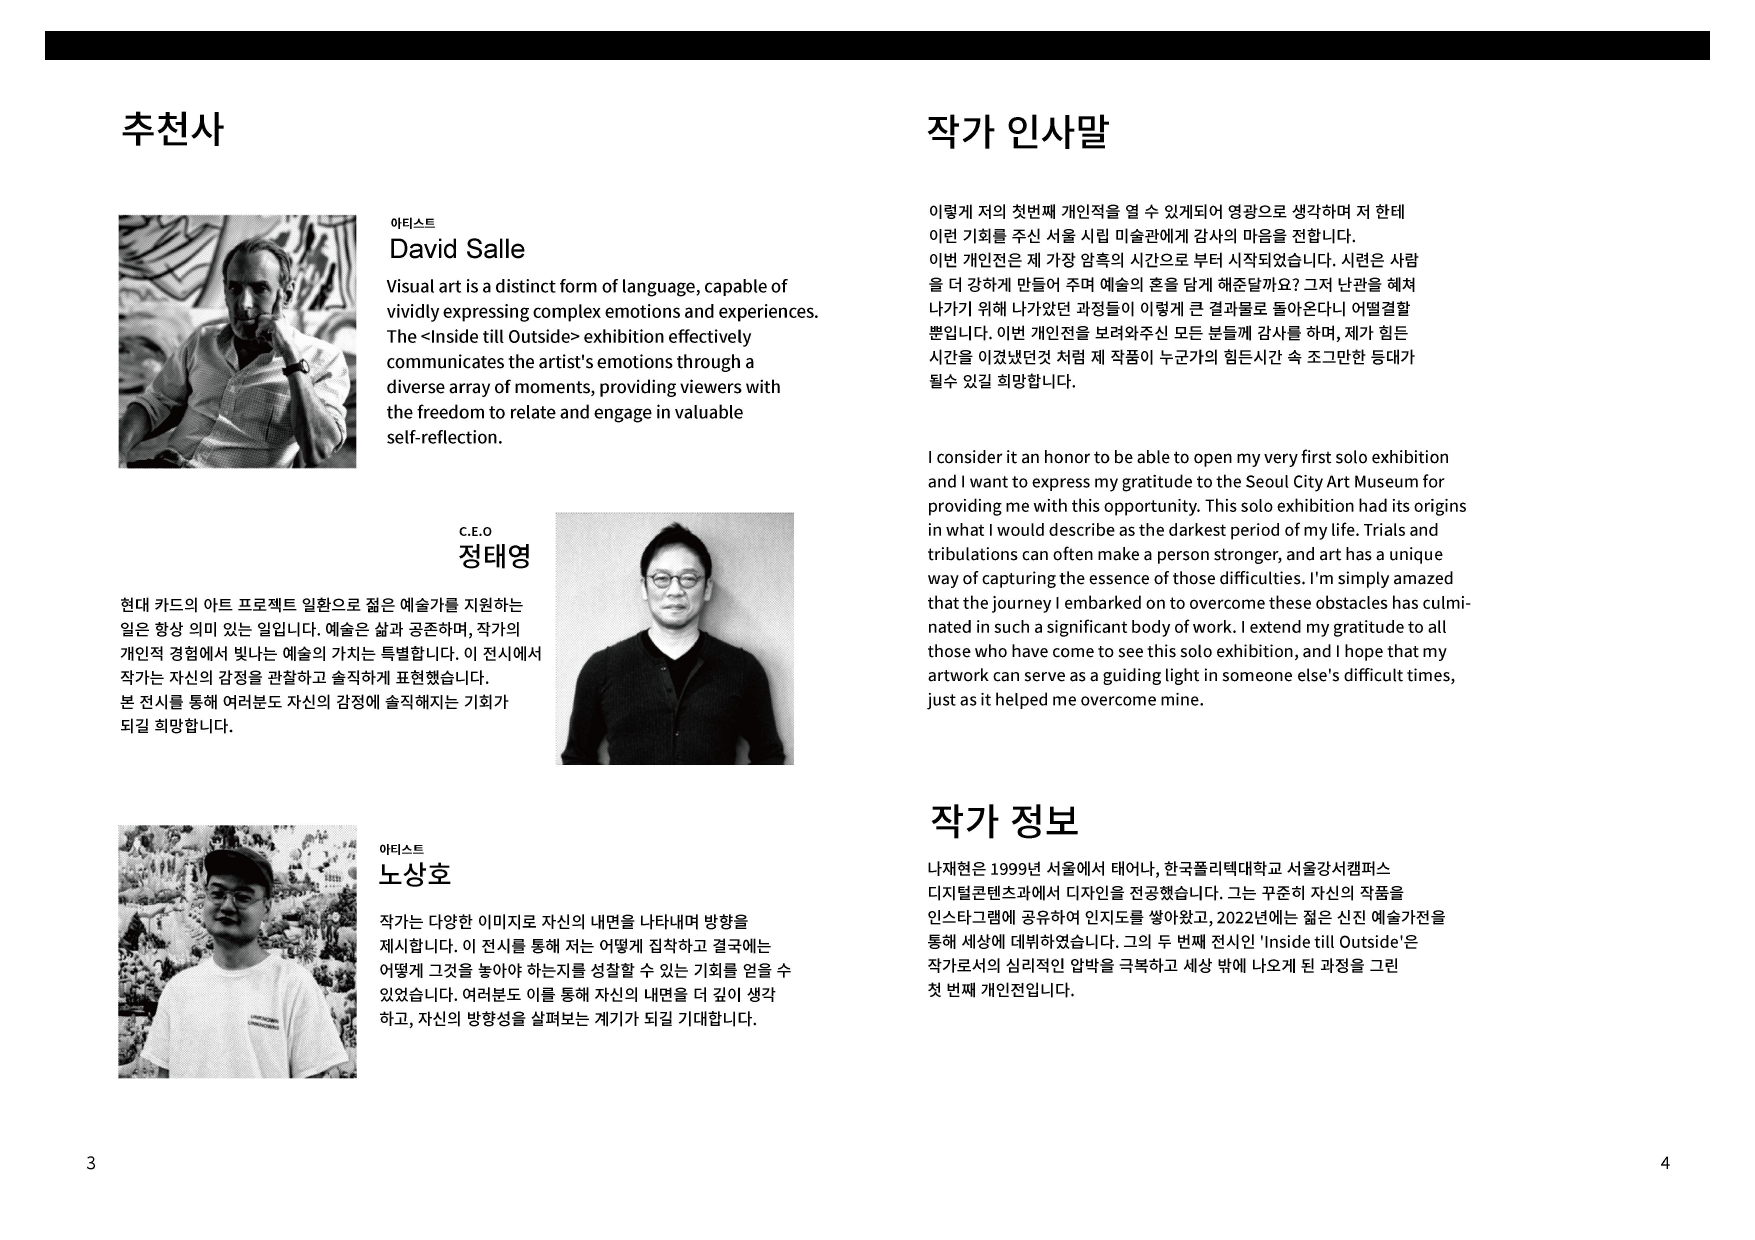 추천사
아티스트
David Salle
Visual art is a distinct form of language, capable of
vividly expressing complex emotions and experiences.
The <Inside till Outside> exhibition effectively
communicates the artist's emotions through a
diverse array of moments, providing viewers with
the freedom to relate and engage in valuable
self-reflection.
C.E.O
정태영
현대 카드의 아트 프로젝트 일환으로 젊은 예술가를 지원하는
일은 항상 의미 있는 일입니다. 예술은 삶과 공존하며, 작가의
개인적 경험에서 빛나는 예술의 가치는 특별합니다. 이 전시에서
작가는 자신의 감정을 관찰하고 솔직하게 표현했습니다.
본 전시를 통해 여러분도 자신의 감정에 솔직해지는 기회가
되길 희망합니다.
아티스트
노상호
작가는 다양한 이미지로 자신의 내면을 나타내며 방향을
제시합니다. 이 전시를 통해 저는 어떻게 집착하고 결국에는
어떻게 그것을 놓아야 하는지를 성찰할 수 있는 기회를 얻을 수
있었습니다. 여러분도 이를 통해 자신의 내면을 더 깊이 생각
하고, 자신의 방향성을 살펴보는 계기가 되길 기대합니다.
3
작가 인사말
이렇게 저의 첫번째 개인적을 열 수 있게되어 영광으로 생각하며 저 한테
이런 기회를 주신 서울 시립 미술관에게 감사의 마음을 전합니다.
이번 개인전은 제 가장 암흑의 시간으로 부터 시작되었습니다. 시련은 사람
을 더 강하게 만들어 주며 예술의 혼을 담게 해준달까요? 그저 난관을 헤쳐
나가기 위해 나가았던 과정들이 이렇게 큰 결과물로 돌아온다니 어떨결할
뿐입니다. 이번 개인전을 보려와주신 모든 분들께 감사를 하며, 제가 힘든
시간을 이겼냈던것 처럼 제 작품이 누군가의 힘든시간 속 조그만한 등대가
될수 있길 희망합니다.
I consider it an honor to be able to open my very first solo exhibition
and I want to express my gratitude to the Seoul City Art Museum for
providing me with this opportunity. This solo exhibition had its origins
in what I would describe as the darkest period of my life. Trials and
tribulations can often make a person stronger, and art has a unique
way of capturing the essence of those difficulties. I'm simply amazed
that the journey I embarked on to overcome these obstacles has culmi-
nated in such a significant body of work. I extend my gratitude to all
those who have come to see this solo exhibition, and I hope that my
artwork can serve as a guiding light in someone else's difficult times,
just as it helped me overcome mine.
작가 정보
나재현은 1999년 서울에서 태어나, 한국폴리텍대학교 서울강서캠퍼스
디지털콘텐츠과에서 디자인을 전공했습니다. 그는 꾸준히 자신의 작품을
인스타그램에 공유하여 인지도를 쌓아왔고, 2022년에는 젊은 신진 예술가전을
통해 세상에 데뷔하였습니다. 그의 두 번째 전시인 'Inside till Outside'은
작가로서의 심리적인 압박을 극복하고 세상 밖에 나오게 된 과정을 그린
첫 번째 개인전입니다.
4